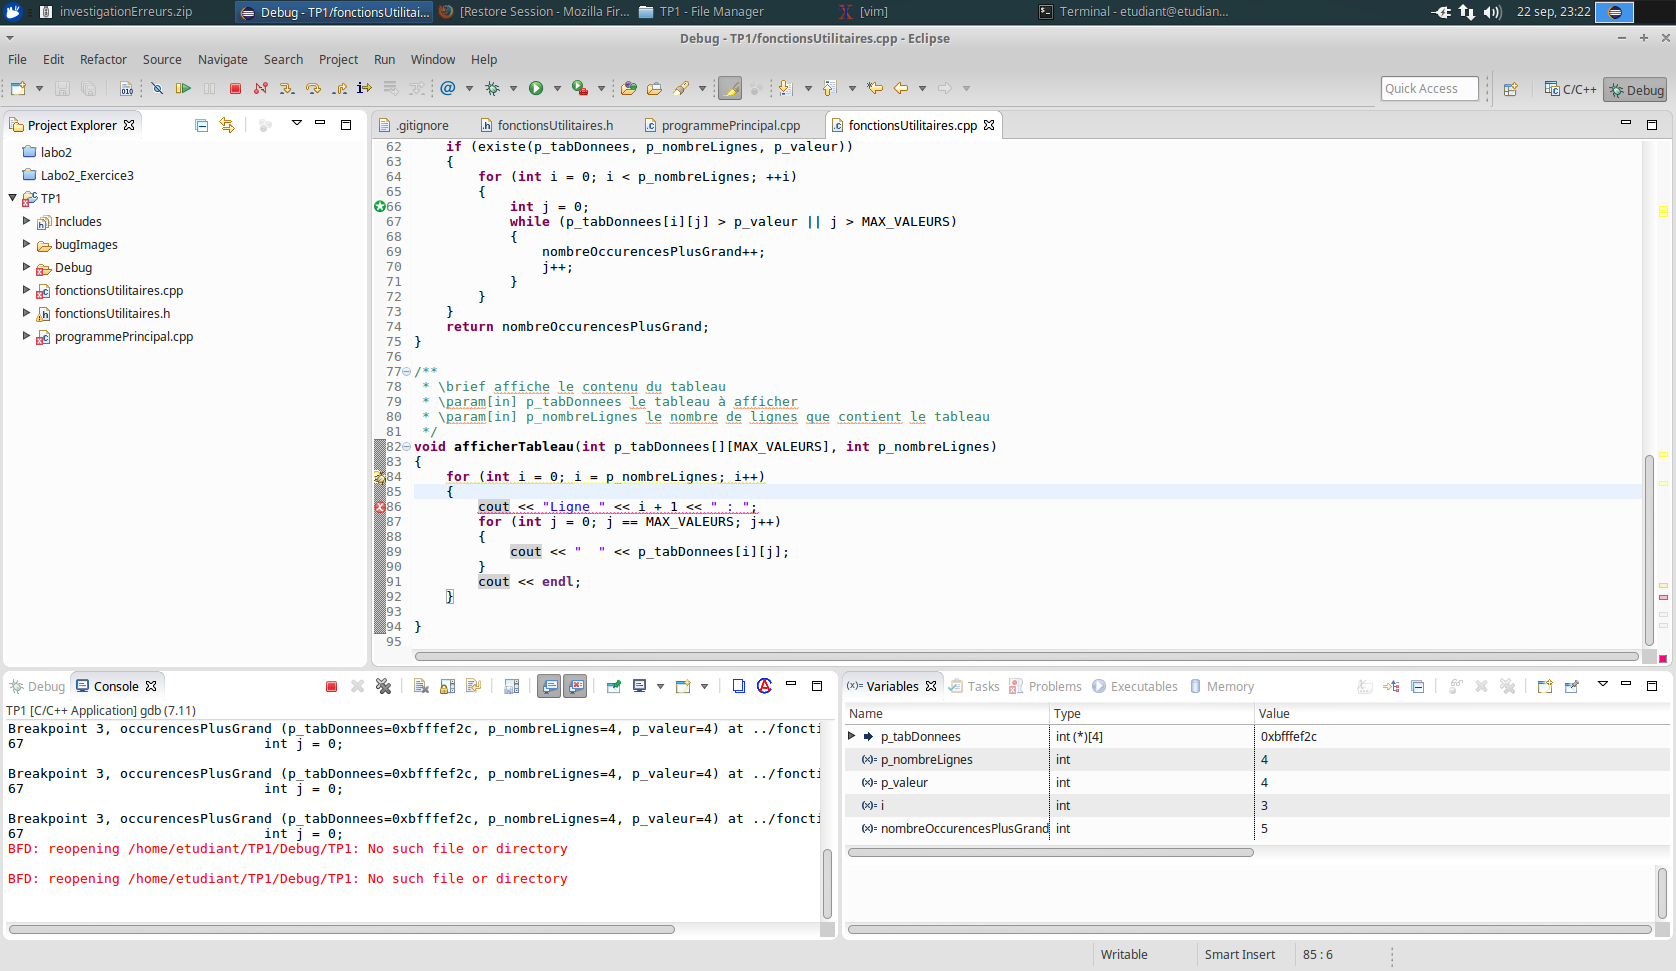 investigationErreurs.zip
Debug - TP1/fonctionsUtilitai...
[Restore Session - Mozilla Fir...
TP1 - File Manager
[vim]
Terminal - etudiant@etudian...
22 sep, 23:22
Debug - TP1/fonctionsUtilitaires.cpp - Eclipse
File Edit Refactor Source Navigate Search Project Run Window Help
Quick Access
C/C++
Debug
Project Explorer
labo2
Labo2_Exercice3
TP1
Includes
bugImages
Debug
fonctionsUtilitaires.cpp
fonctionsUtilitaires.h
programmePrincipal.cpp
.gitignore
fonctionsUtilitaires.h
programmePrincipal.cpp
fonctionsUtilitaires.cpp
62 if (existe(p_tabDonnees, p_nombreLignes, p_valeur))
63 {
64 for (int i = 0; i < p_nombreLignes; ++i)
65 {
66 int j = 0;
67 while (p_tabDonnees[i][j] > p_valeur || j > MAX_VALEURS)
68 {
69 nombreOccurencesPlusGrand++;
70 j++;
71 }
72 }
73 }
74 return nombreOccurencesPlusGrand;
75 }
76
77 /**
78 * \brief affiche le contenu du tableau
79 * \param[in] p_tabDonnees le tableau à afficher
80 * \param[in] p_nombreLignes le nombre de lignes que contient le tableau
81 */
82 void afficherTableau(int p_tabDonnees[][MAX_VALEURS], int p_nombreLignes)
83 {
84 for (int i = 0; i = p_nombreLignes; i++)
85 {
86 cout << "Ligne " << i + 1 << " : ";
87 for (int j = 0; j == MAX_VALEURS; j++)
88 {
89 cout << "  " << p_tabDonnees[i][j];
90 }
91 cout << endl;
92 }
93
94 }
95
Debug
Console
TP1 [C/C++ Application] gdb (7.11)
Breakpoint 3, occurencesPlusGrand (p_tabDonnees=0xbfffef2c, p_nombreLignes=4, p_valeur=4) at ../foncti
67 int j = 0;
Breakpoint 3, occurencesPlusGrand (p_tabDonnees=0xbfffef2c, p_nombreLignes=4, p_valeur=4) at ../foncti
67 int j = 0;
Breakpoint 3, occurencesPlusGrand (p_tabDonnees=0xbfffef2c, p_nombreLignes=4, p_valeur=4) at ../foncti
67 int j = 0;
BFD: reopening /home/etudiant/TP1/Debug/TP1: No such file or directory
BFD: reopening /home/etudiant/TP1/Debug/TP1: No such file or directory
(x)= Variables
Tasks
Problems
Executables
Memory
Name Type Value
p_tabDonnees int (*)[4] 0xbfffef2c
(x)= p_nombreLignes int 4
(x)= p_valeur int 4
(x)= i int 3
(x)= nombreOccurencesPlusGrand int 5
Writable
Smart Insert
85 : 6